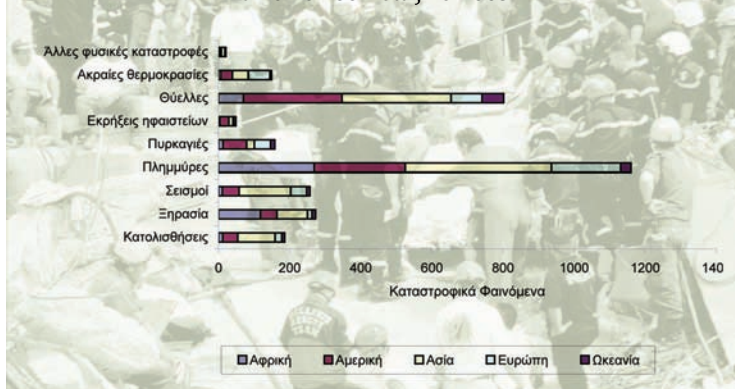 Άλλες φυσικές καταστροφές
Ακραίες θερμοκρασίες
Θύελλες
Εκρήξεις ηφαιστείων
Πυρκαγιές
Πλημμύρες
Σεισμοί
Ξηρασία
Κατολισθήσεις
0 200 400 600 800 1000 1200 140
Καταστροφικά Φαινόμενα
Αφρική Αμερική Ασία Ευρώπη Ωκεανία